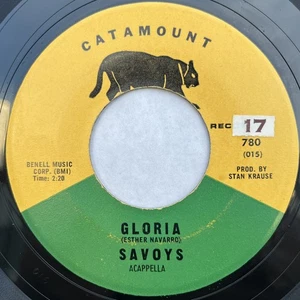 CATAMOUNT
REC 17
780
(015)
BENELL MUSIC
CORP. (BMI)
Time: 2:20
PROD. BY
STAN KRAUSE
GLORIA
(ESTHER NAVARRO)
SAVOYS
ACAPPELLA